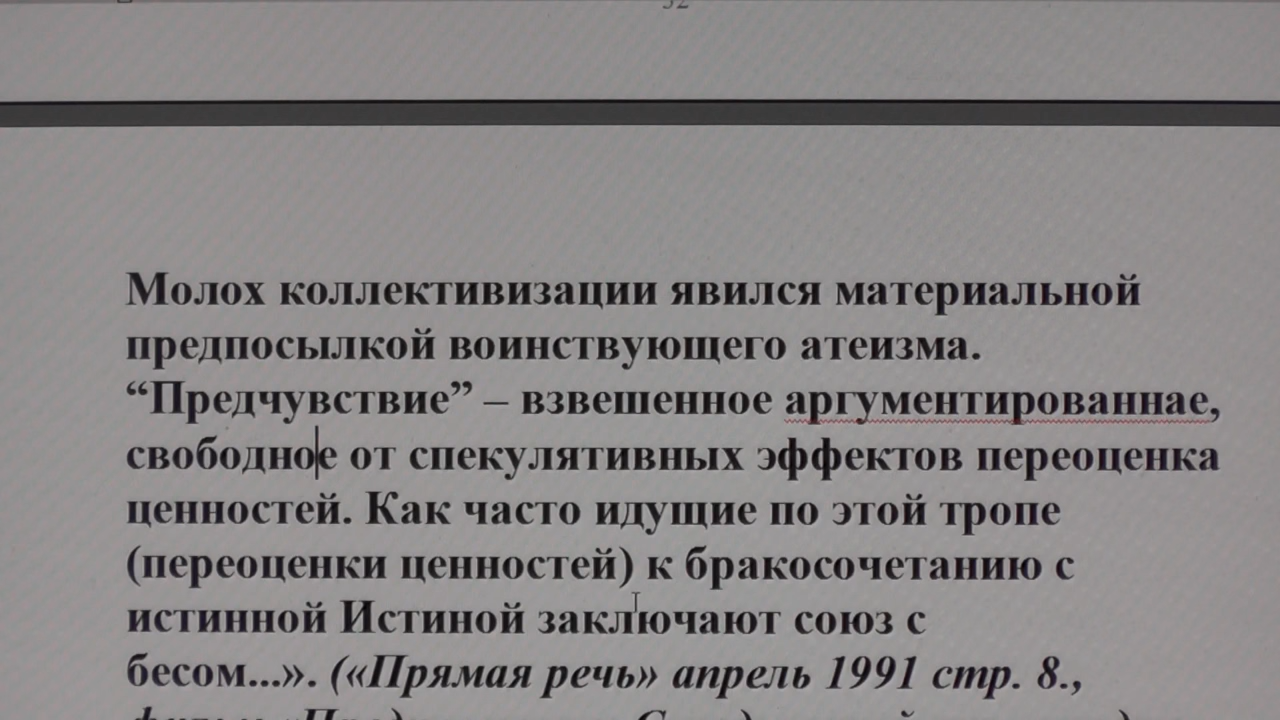 Молох коллективизации явился материальной
предпосылкой воинствующего атеизма.
“Предчувствие” – взвешенное аргументированнае,
свободное от спекулятивных эффектов переоценка
ценностей. Как часто идущие по этой тропе
(переоценки ценностей) к бракосочетанию с
истинной Истиной заключают союз с
бесом...». («Прямая речь» апрель 1991 стр. 8.,